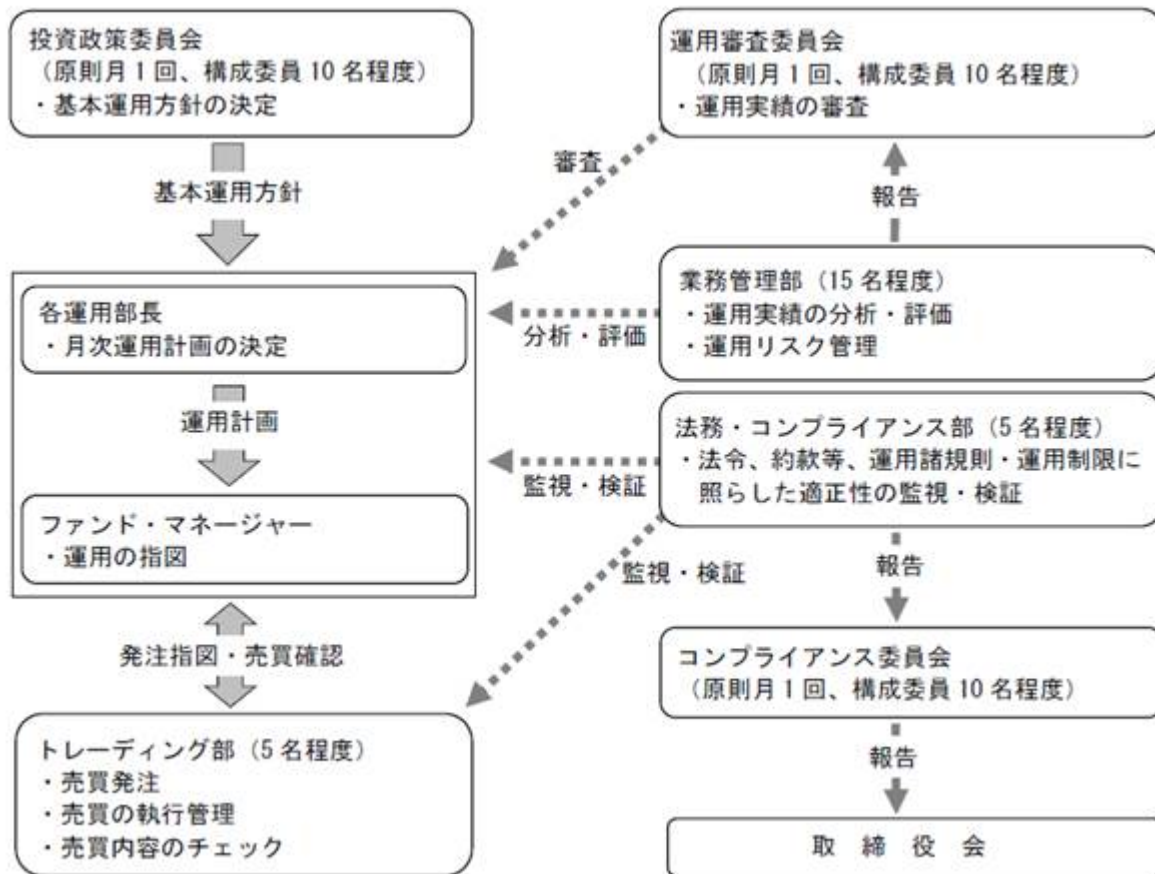 投資政策委員会
（原則月１回、構成委員 10 名程度）
・基本運用方針の決定
基本運用方針
各運用部長
・月次運用計画の決定
運用計画
ファンド・マネージャー
・運用の指図
発注指図・売買確認
トレーディング部（5 名程度）
・売買発注
・売買の執行管理
・売買内容のチェック
運用審査委員会
（原則月１回、構成委員 10 名程度）
・運用実績の審査
審査
報告
業務管理部（15 名程度）
・運用実績の分析・評価
・運用リスク管理
分析・評価
法務・コンプライアンス部（5 名程度）
・法令、約款等、運用諸規則・運用制限に
照らした適正性の監視・検証
監視・検証
監視・検証
報告
コンプライアンス委員会
（原則月１回、構成委員 10 名程度）
報告
取　締　役　会